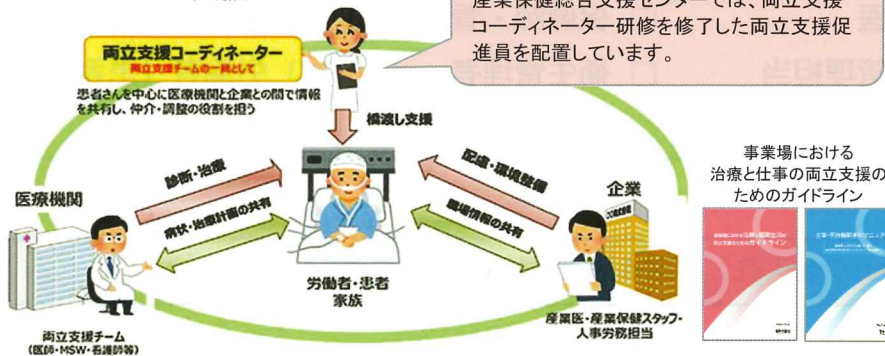 産業保健総合支援センターでは、両立支援
コーディネーター研修を修了した両立支援促
進員を配置しています。
両立支援コーディネーター
両立支援チームの一員として
患者さんを中心に医療機関と企業との間で情報
を共有し、仲介・調整の役割を担う
橋渡し支援
診断・治療
配慮・環境整備
医療機関
企業
病状・治療計画の共有
職場情報の共有
労働者・患者
家族
両立支援チーム
(医師・MSW・看護師等)
産業医・産業保健スタッフ・
人事労務担当
事業場における
治療と仕事の両立支援の
ためのガイドライン